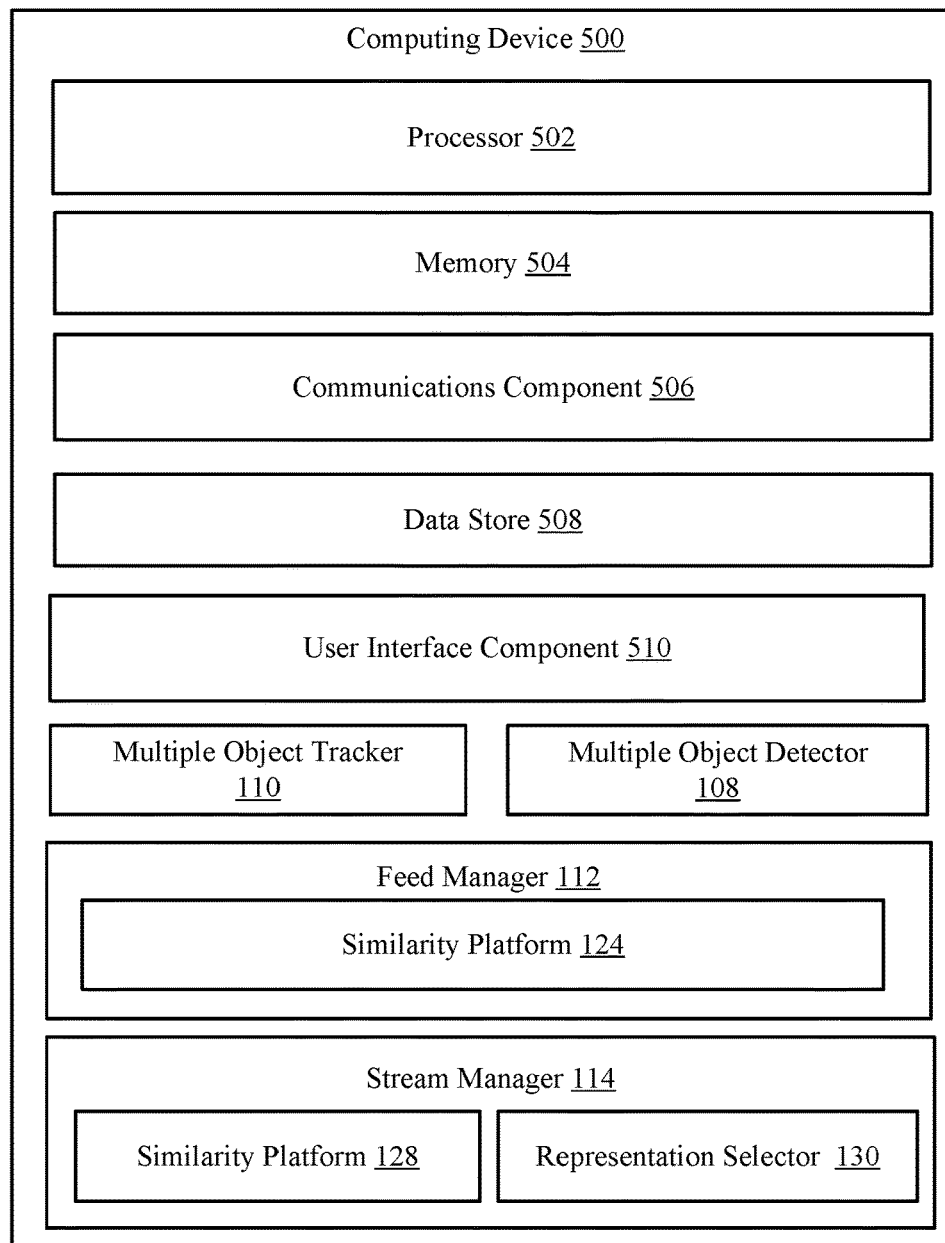 Computing Device 500
Processor 502
Memory 504
Communications Component 506
Data Store 508
User Interface Component 510
Multiple Object Tracker
110
Multiple Object Detector
108
Feed Manager 112
Similarity Platform 124
Stream Manager 114
Similarity Platform 128
Representation Selector 130